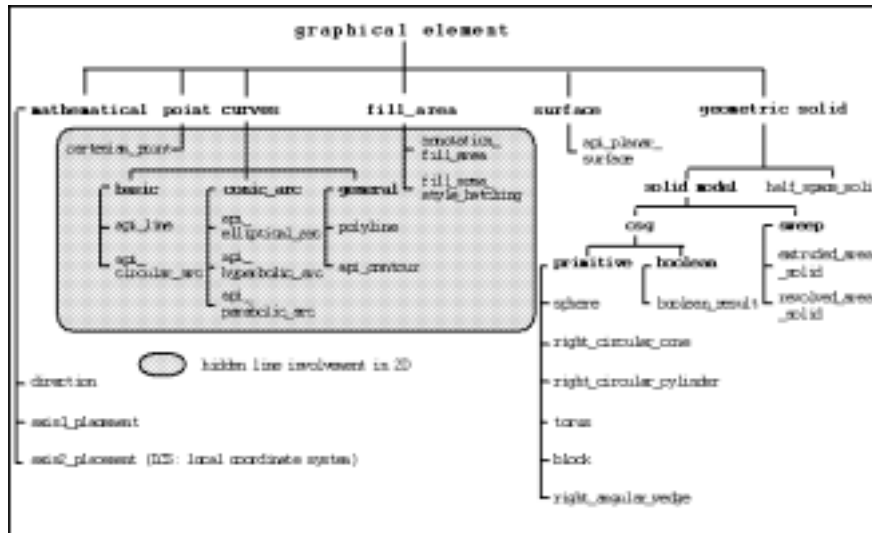 graphical element
mathematical point curves fill_area surface geometric solid
cartesian_point
annotation_
fill_area
api_planar_
surface
basic conic_arc general
fill_area_
style_hatching
solid model half_space_solid
api_line
api_
elliptical_arc
polyline
csg sweep
api_
circular_arc
api_
hyperbolic_arc
api_contour
primitive boolean
extruded_area
_solid
api_
parabolic_arc
sphere boolean_result
revolved_area
_solid
right_circular_cone
hidden line involvement in 2D
direction
right_circular_cylinder
axis1_placement
torus
axis2_placement (LCS: local coordinate system)
block
right_angular_wedge